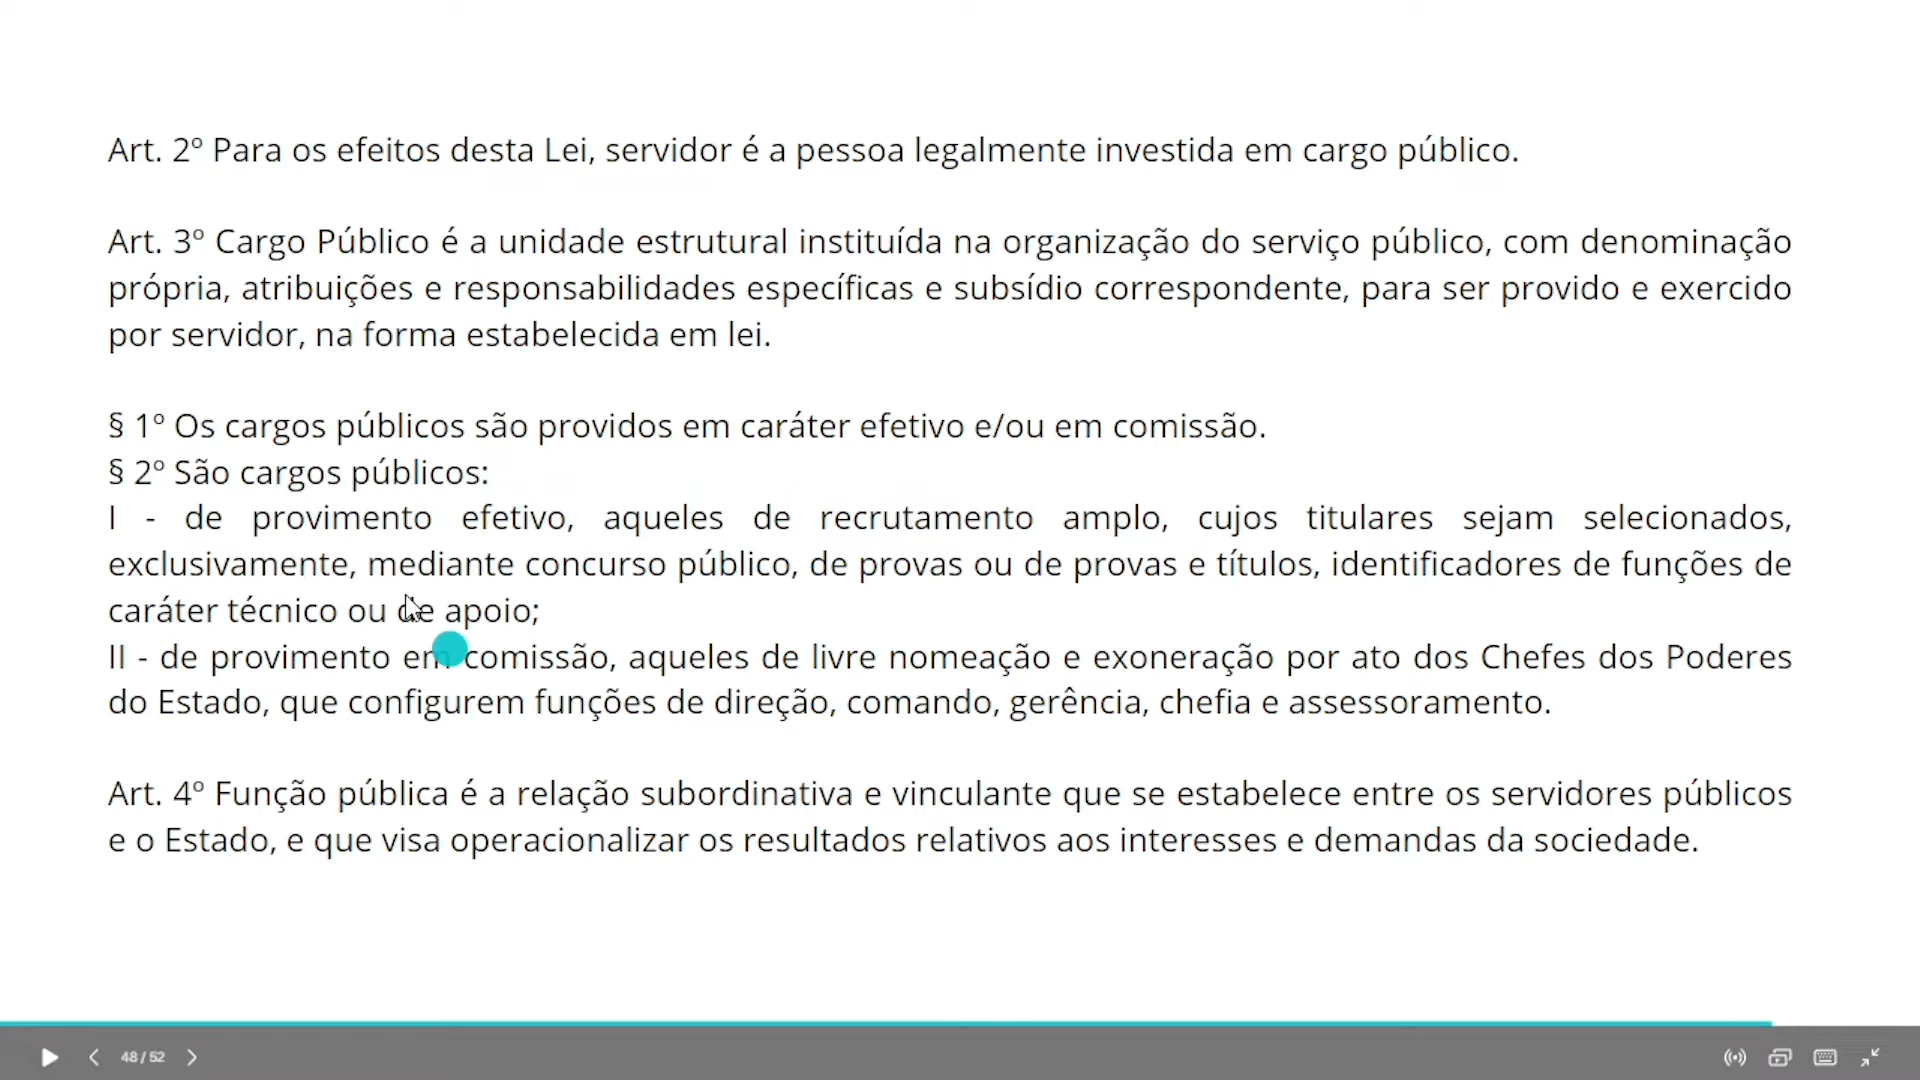 Art. 2º Para os efeitos desta Lei, servidor é a pessoa legalmente investida em cargo público.
Art. 3º Cargo Público é a unidade estrutural instituída na organização do serviço público, com denominação
própria, atribuições e responsabilidades específicas e subsídio correspondente, para ser provido e exercido
por servidor, na forma estabelecida em lei.
§ 1º Os cargos públicos são providos em caráter efetivo e/ou em comissão.
§ 2º São cargos públicos:
I - de provimento efetivo, aqueles de recrutamento amplo, cujos titulares sejam selecionados,
exclusivamente, mediante concurso público, de provas ou de provas e títulos, identificadores de funções de
caráter técnico ou de apoio;
II - de provimento em comissão, aqueles de livre nomeação e exoneração por ato dos Chefes dos Poderes
do Estado, que configurem funções de direção, comando, gerência, chefia e assessoramento.
Art. 4º Função pública é a relação subordinativa e vinculante que se estabelece entre os servidores públicos
e o Estado, e que visa operacionalizar os resultados relativos aos interesses e demandas da sociedade.
48 / 52